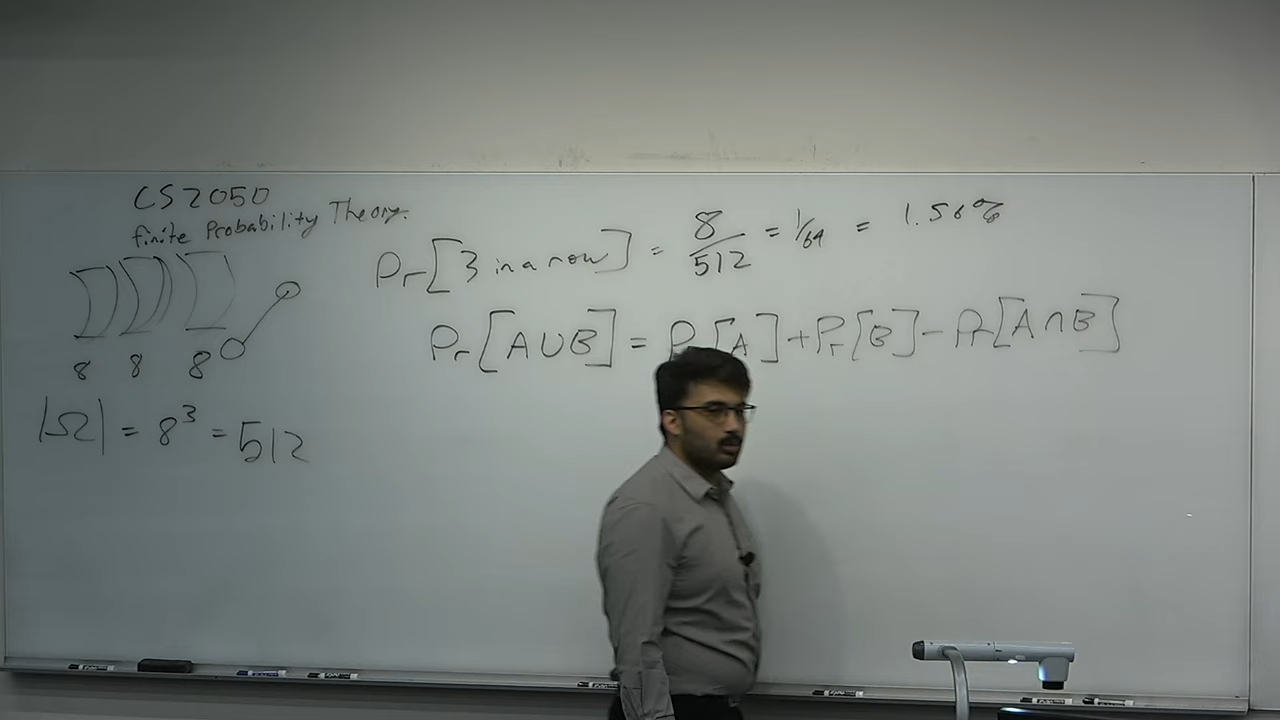 CS2050
finite Probability Theory.
Pr[3 in a row] = 8/512 = 1/64 = 1.56%
Pr[A∪B] = Pr[A] + Pr[B] - Pr[A∩B]
8 8 8
|Ω| = 8³ = 512